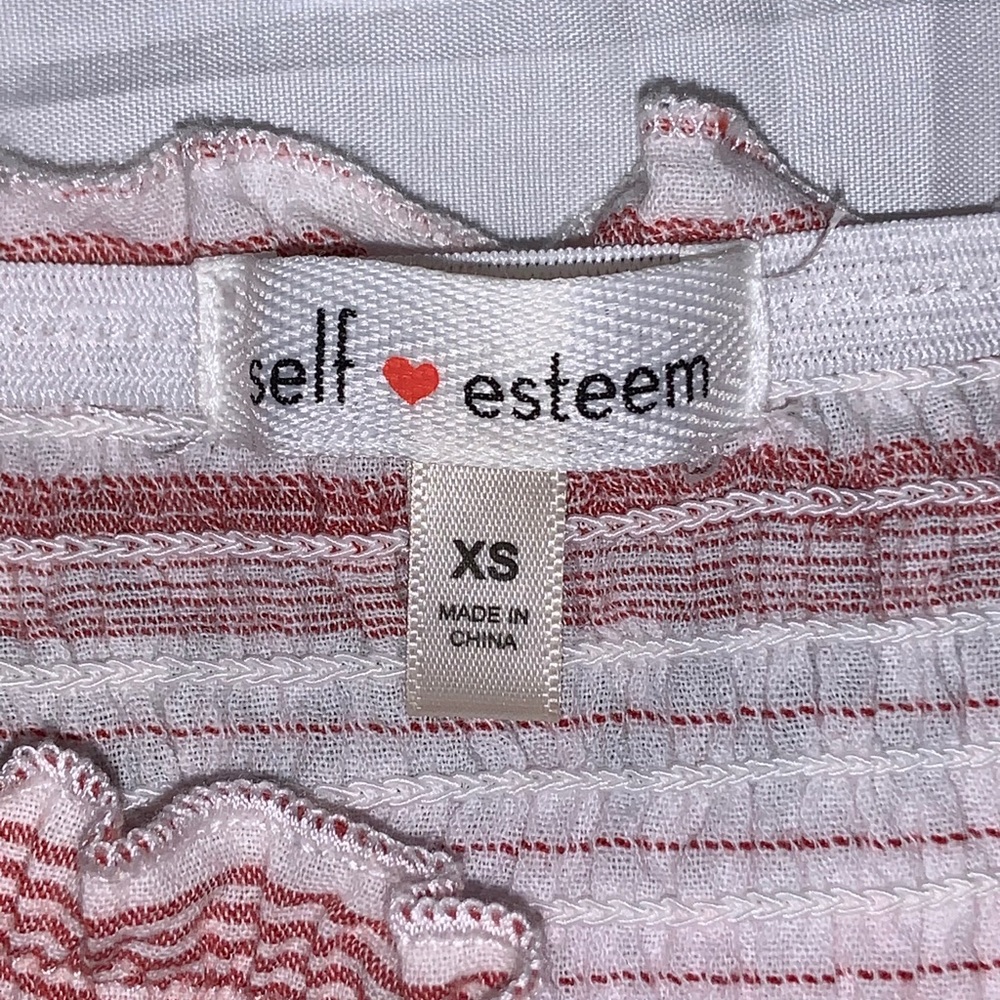 self ❤ esteem
XS
MADE IN
CHINA